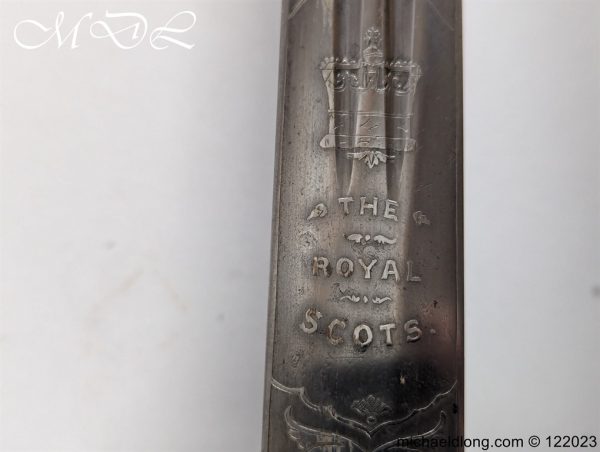 MDL
THE
ROYAL
SCOTS.
michaeldlong.com © 122023